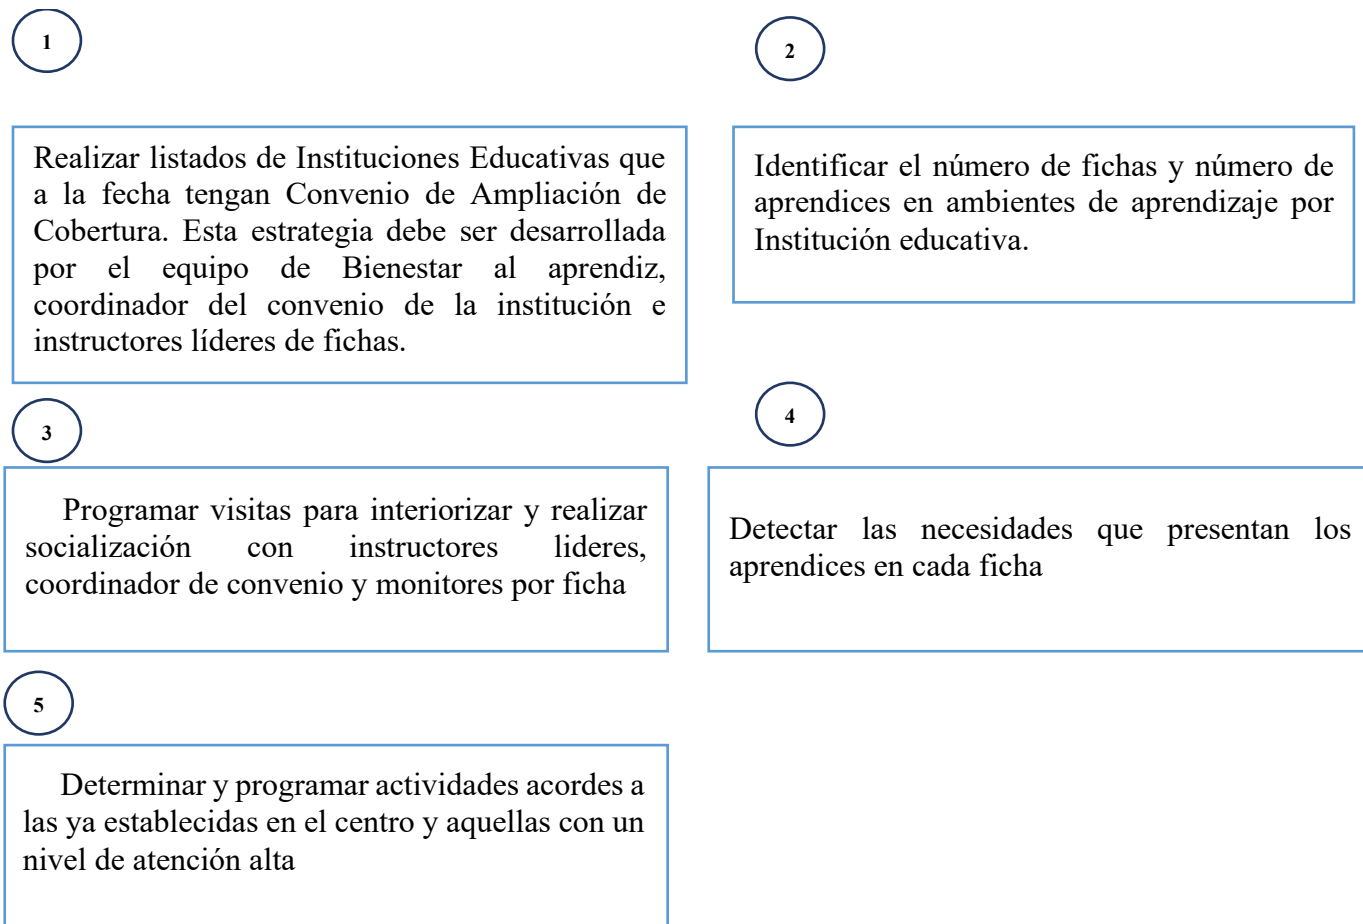 1
Realizar listados de Instituciones Educativas que
a la fecha tengan Convenio de Ampliación de
Cobertura. Esta estrategia debe ser desarrollada
por el equipo de Bienestar al aprendiz,
coordinador del convenio de la institución e
instructores líderes de fichas.
2
Identificar el número de fichas y número de
aprendices en ambientes de aprendizaje por
Institución educativa.
3
Programar visitas para interiorizar y realizar
socialización con instructores lideres,
coordinador de convenio y monitores por ficha
4
Detectar las necesidades que presentan los
aprendices en cada ficha
5
Determinar y programar actividades acordes a
las ya establecidas en el centro y aquellas con un
nivel de atención alta